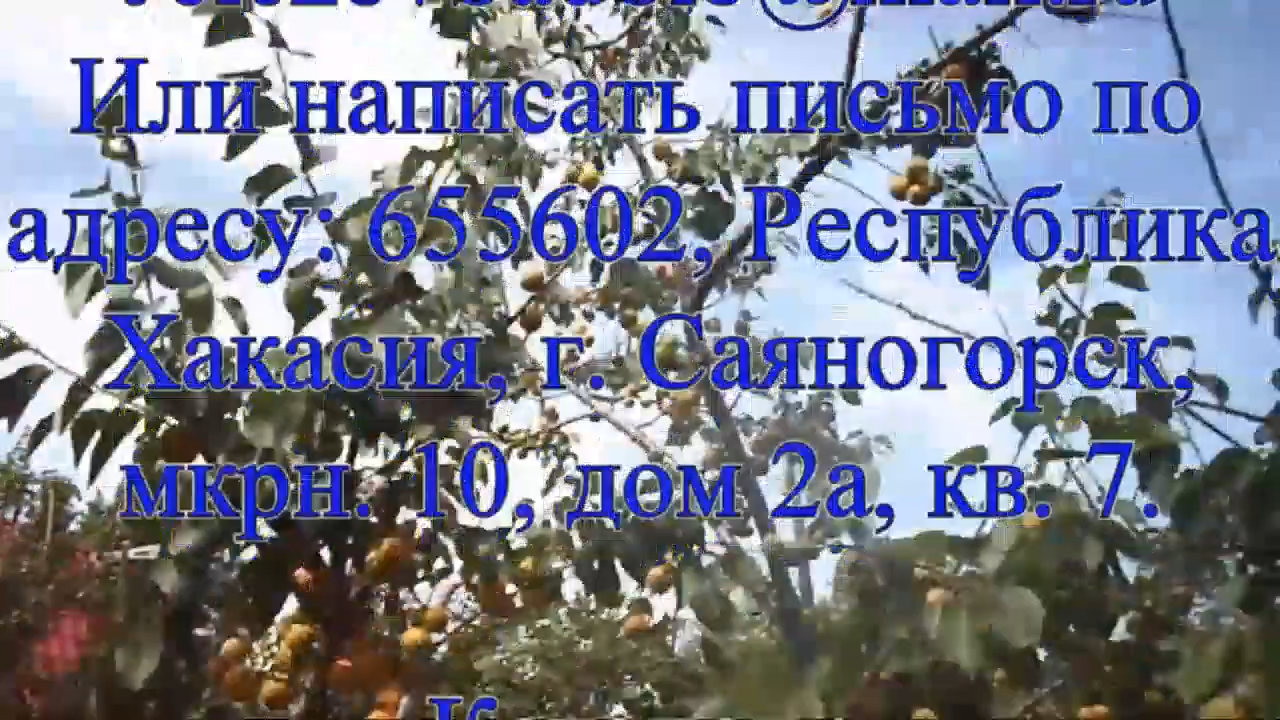 Или написать письмо по
адресу: 655602, Республика
Хакасия, г. Саяногорск,
мкрн. 10, дом 2а, кв. 7.